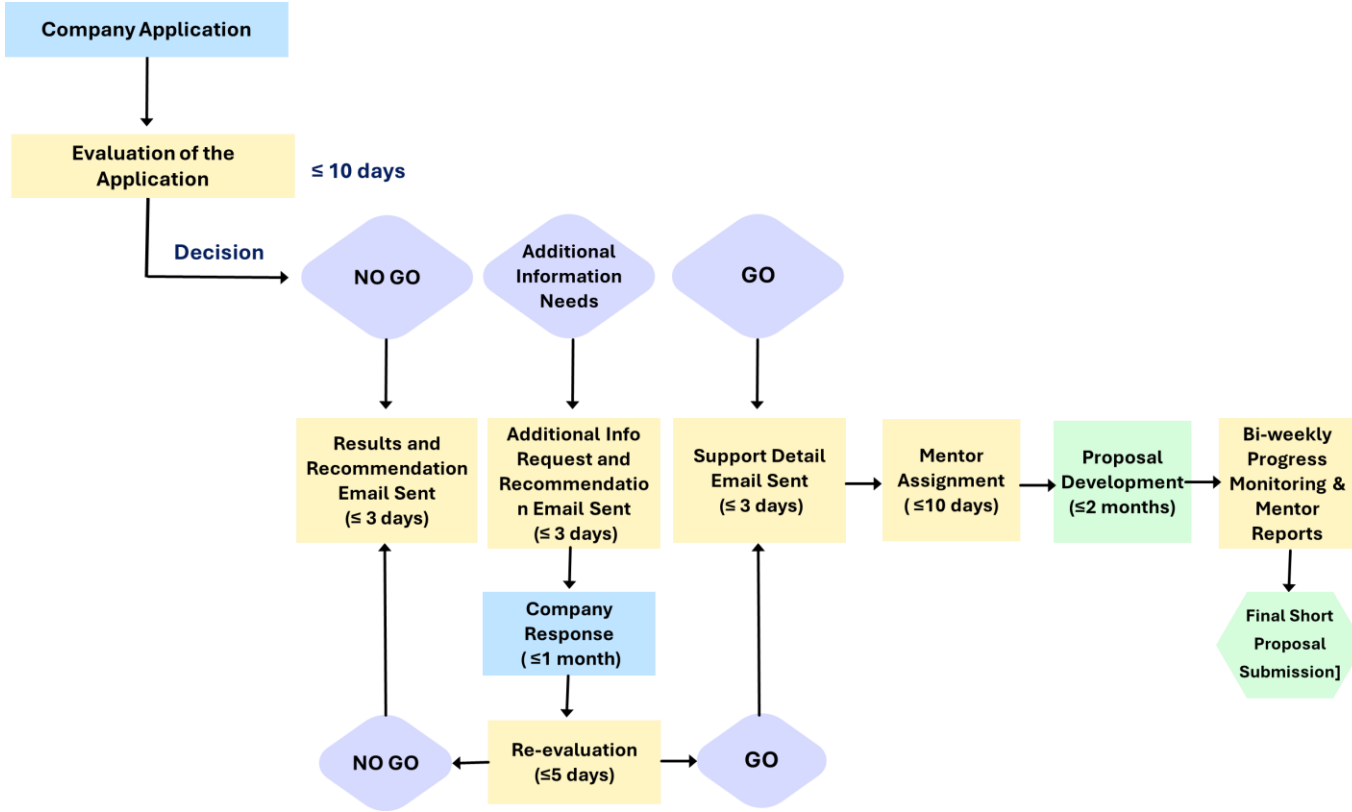 Company Application
Evaluation of the
Application
≤ 10 days
Decision
NO GO
Additional
Information
Needs
GO
Results and
Recommendation
Email Sent
(≤ 3 days)
Additional Info
Request and
Recommendatio
n Email Sent
(≤ 3 days)
Support Detail
Email Sent
(≤ 3 days)
Mentor
Assignment
( ≤10 days)
Proposal
Development
(≤2 months)
Bi-weekly
Progress
Monitoring &
Mentor
Reports
Company
Response
( ≤1 month)
Final Short
Proposal
Submission]
NO GO
Re-evaluation
(≤5 days)
GO